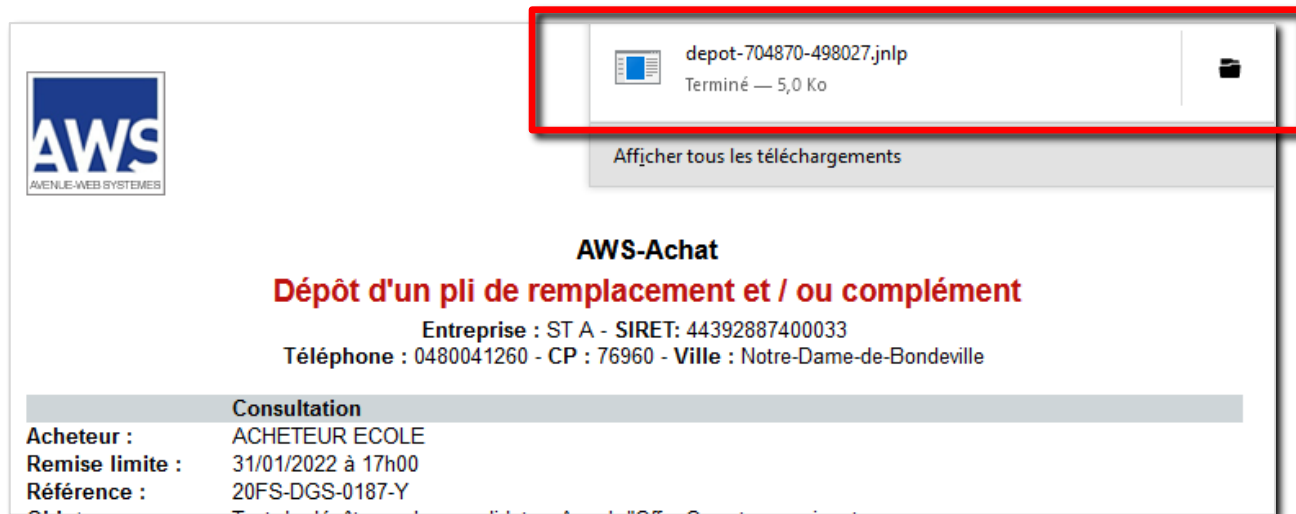 depot-704870-498027.jnlp
Terminé — 5,0 Ko
Afficher tous les téléchargements
AWS
AVENUE-WEB SYSTEMES
AWS-Achat
Dépôt d'un pli de remplacement et / ou complément
Entreprise : ST A - SIRET: 44392887400033
Téléphone : 0480041260 - CP : 76960 - Ville : Notre-Dame-de-Bondeville
Consultation
Acheteur : ACHETEUR ECOLE
Remise limite : 31/01/2022 à 17h00
Référence : 20FS-DGS-0187-Y